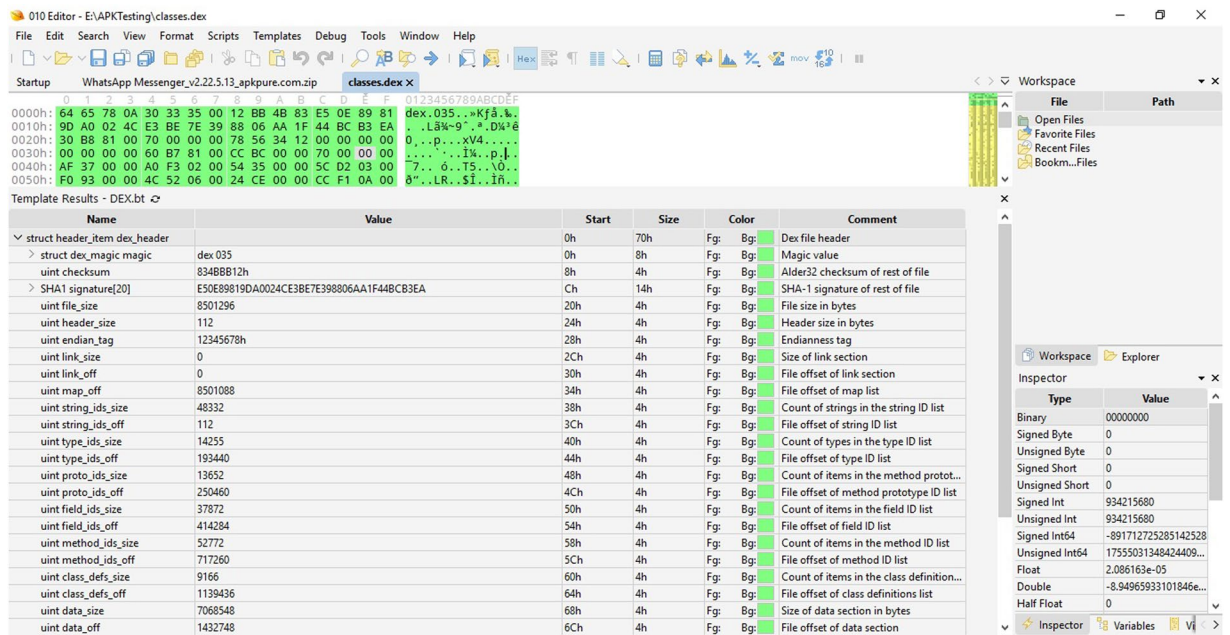 010 Editor - E:\APKTesting\classes.dex
File Edit Search View Format Scripts Templates Debug Tools Window Help
Hex mov
Startup WhatsApp Messenger_v2.22.5.13_apkpure.com.zip classes.dex ×
0 1 2 3 4 5 6 7 8 9 A B C D E F 0123456789ABCDEF
0000h: 64 65 78 0A 30 33 35 00 12 BB 4B 83 E5 0E 89 81 dex.035..»Kƒå.‰.
0010h: 9D A0 02 4C E3 BE 7E 39 88 06 AA 1F 44 BC B3 EA . .Lã¾~9ˆ.ª.D¼³ê
0020h: 30 B8 81 00 70 00 00 00 78 56 34 12 00 00 00 00 0¸..p...xV4.....
0030h: 00 00 00 00 60 B7 81 00 CC BC 00 00 70 00 00 00 ....`·..Ì¼..p...
0040h: AF 37 00 00 A0 F3 02 00 54 35 00 00 5C D2 03 00 ¯7.. ó..T5..\Ò..
0050h: F0 93 00 00 4C 52 06 00 24 CE 00 00 CC F1 0A 00 ð“..LR..$Î..Ìñ..
Template Results - DEX.bt
Name Value Start Size Color Comment
struct header_item dex_header 0h 70h Fg: Bg: Dex file header
struct dex_magic magic dex 035 0h 8h Fg: Bg: Magic value
uint checksum 834BBB12h 8h 4h Fg: Bg: Alder32 checksum of rest of file
SHA1 signature[20] E50E89819DA0024CE3BE7E398806AA1F44BCB3EA Ch 14h Fg: Bg: SHA-1 signature of rest of file
uint file_size 8501296 20h 4h Fg: Bg: File size in bytes
uint header_size 112 24h 4h Fg: Bg: Header size in bytes
uint endian_tag 12345678h 28h 4h Fg: Bg: Endianness tag
uint link_size 0 2Ch 4h Fg: Bg: Size of link section
uint link_off 0 30h 4h Fg: Bg: File offset of link section
uint map_off 8501088 34h 4h Fg: Bg: File offset of map list
uint string_ids_size 48332 38h 4h Fg: Bg: Count of strings in the string ID list
uint string_ids_off 112 3Ch 4h Fg: Bg: File offset of string ID list
uint type_ids_size 14255 40h 4h Fg: Bg: Count of types in the type ID list
uint type_ids_off 193440 44h 4h Fg: Bg: File offset of type ID list
uint proto_ids_size 13652 48h 4h Fg: Bg: Count of items in the method protot...
uint proto_ids_off 250460 4Ch 4h Fg: Bg: File offset of method prototype ID list
uint field_ids_size 37872 50h 4h Fg: Bg: Count of items in the field ID list
uint field_ids_off 414284 54h 4h Fg: Bg: File offset of field ID list
uint method_ids_size 52772 58h 4h Fg: Bg: Count of items in the method ID list
uint method_ids_off 717260 5Ch 4h Fg: Bg: File offset of method ID list
uint class_defs_size 9166 60h 4h Fg: Bg: Count of items in the class definition...
uint class_defs_off 1139436 64h 4h Fg: Bg: File offset of class definitions list
uint data_size 7068548 68h 4h Fg: Bg: Size of data section in bytes
uint data_off 1432748 6Ch 4h Fg: Bg: File offset of data section
Workspace
File Path
Open Files
Favorite Files
Recent Files
Bookm...Files
Workspace Explorer
Inspector
Type Value
Binary 00000000
Signed Byte 0
Unsigned Byte 0
Signed Short 0
Unsigned Short 0
Signed Int 934215680
Unsigned Int 934215680
Signed Int64 -891712725285142528
Unsigned Int64 17555031348424409...
Float 2.086163e-05
Double -8.94965933101846e...
Half Float 0
Inspector Variables Vi